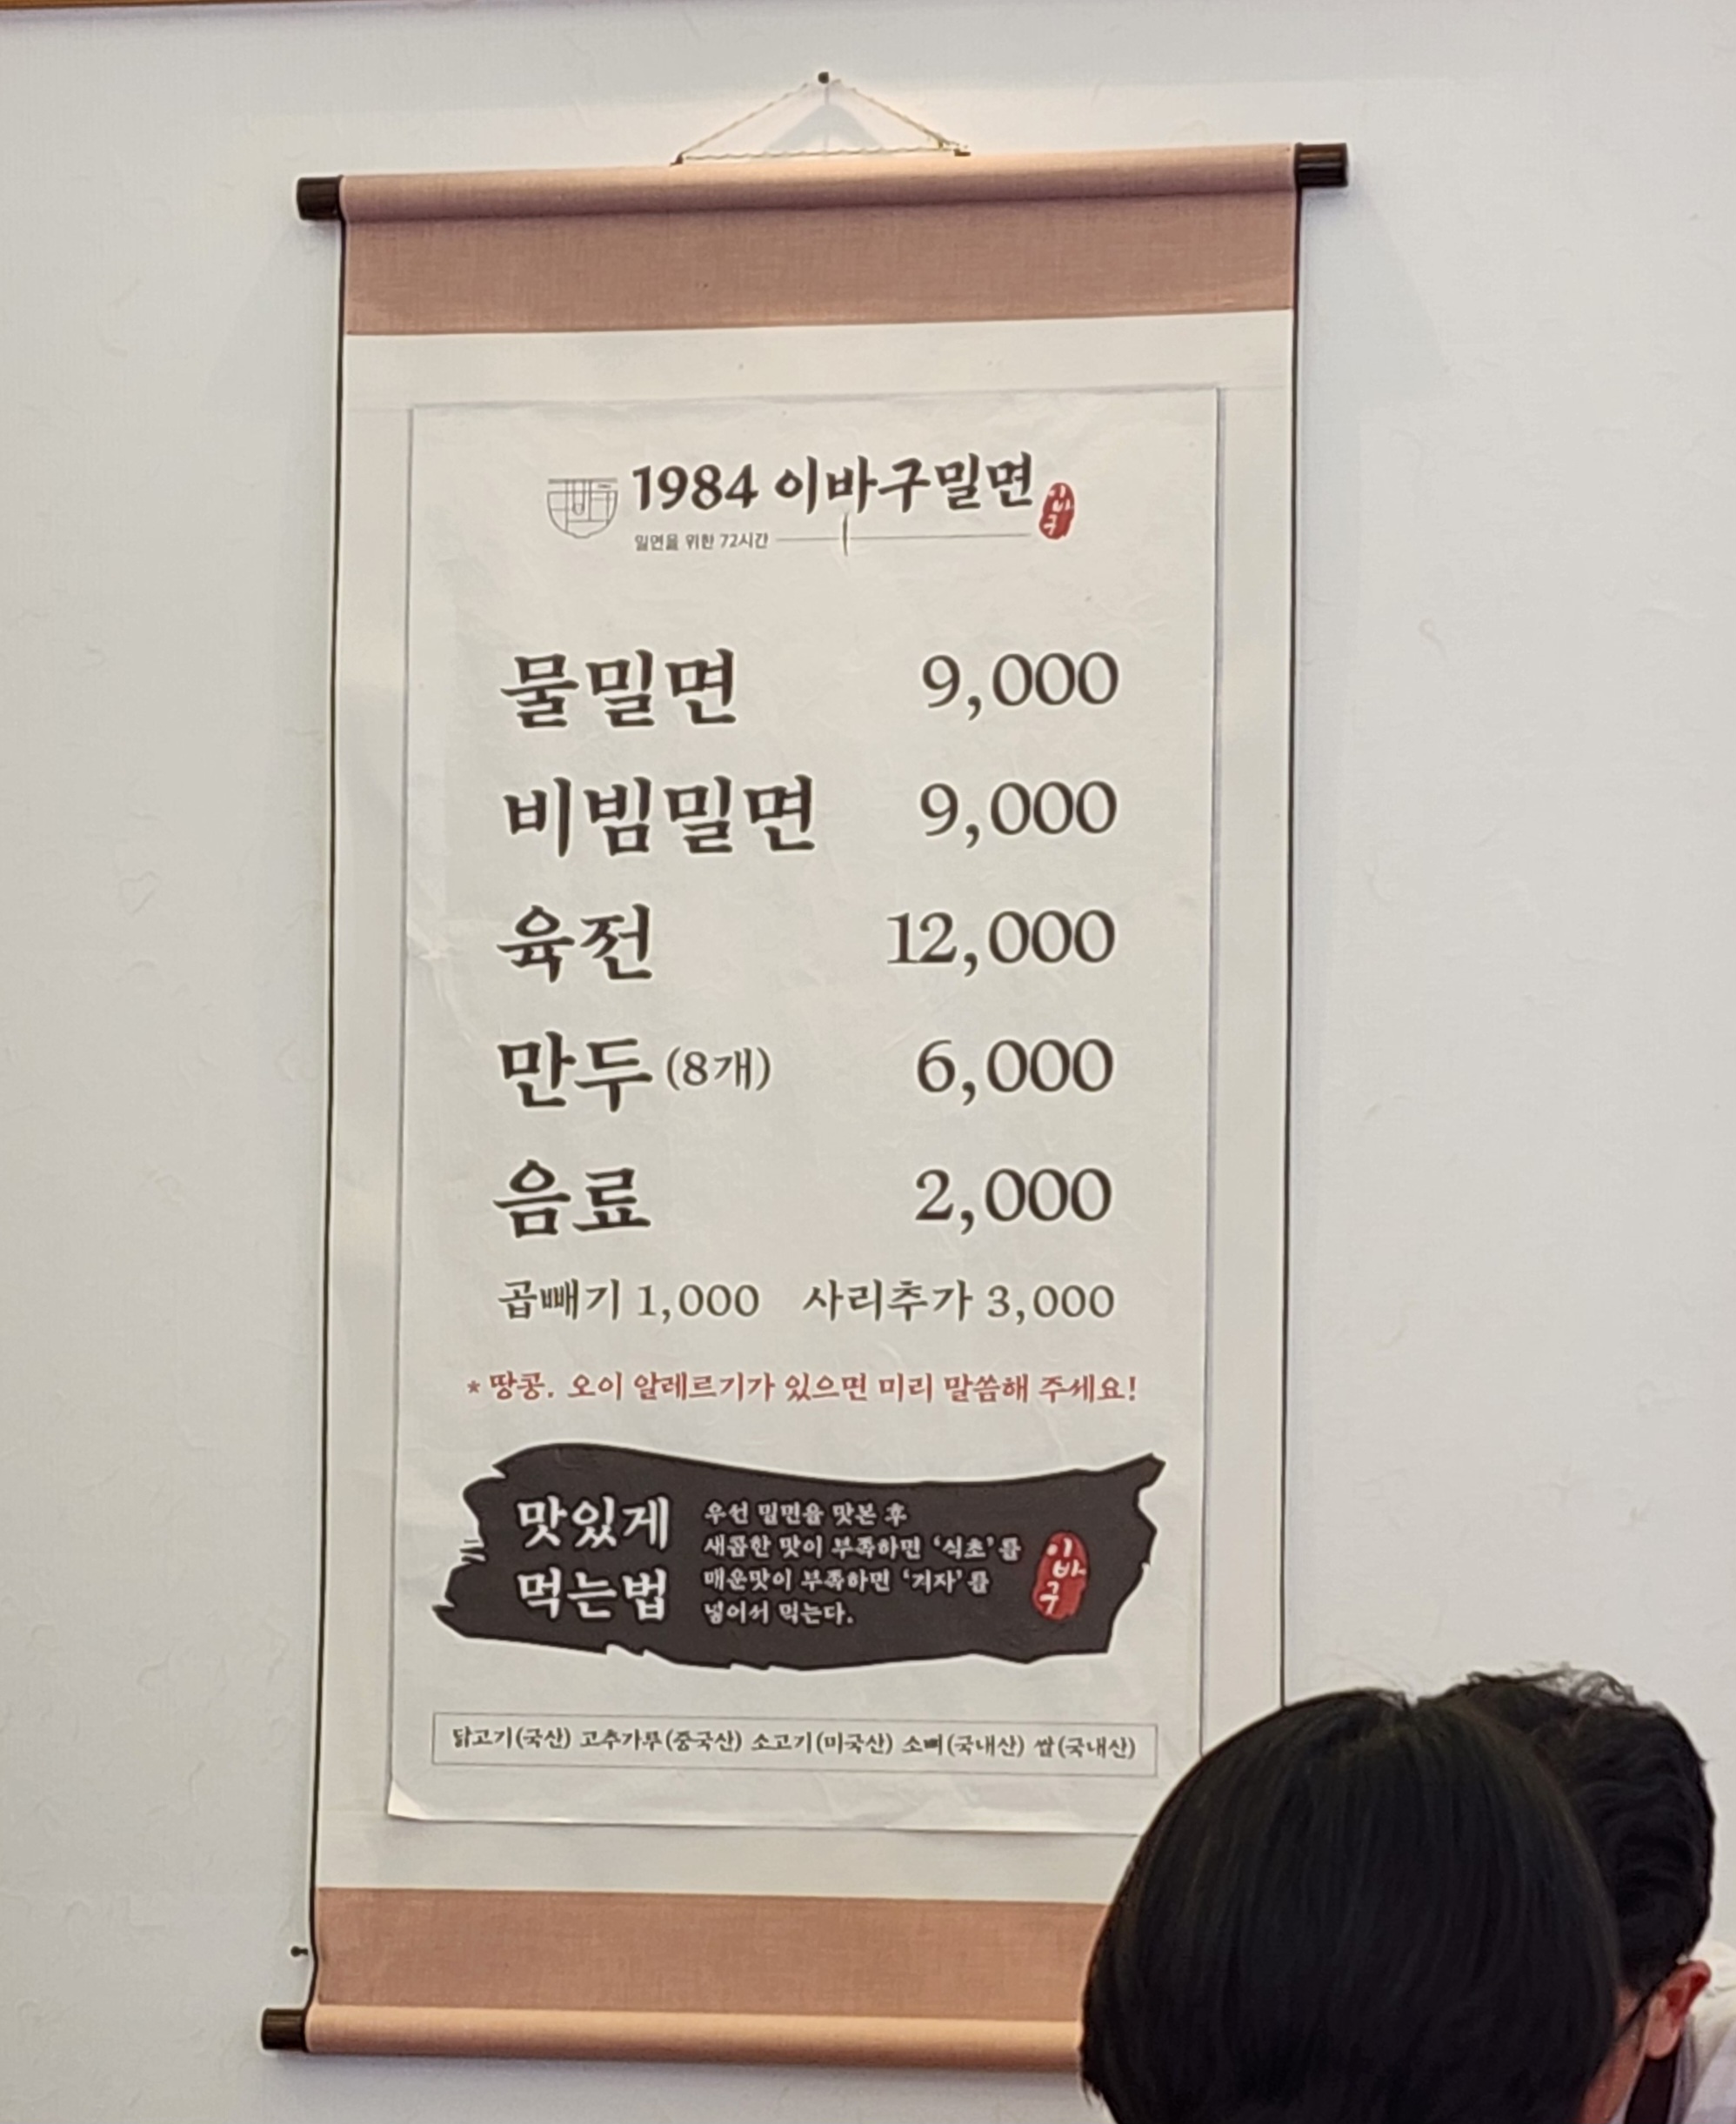 1984 이바구밀면
이바구
밀면을 위한 72시간
물밀면 9,000
비빔밀면 9,000
육전 12,000
만두 (8개) 6,000
음료 2,000
곱빼기 1,000 사리추가 3,000
* 땅콩. 오이 알레르기가 있으면 미리 말씀해 주세요!
맛있게
먹는법
우선 밀면을 맛본 후
새콤한 맛이 부족하면 ‘식초’를
매운맛이 부족하면 ‘겨자’를
넣어서 먹는다.
이바구
닭고기(국산) 고추가루(중국산) 소고기(미국산) 소뼈(국내산) 쌀(국내산)